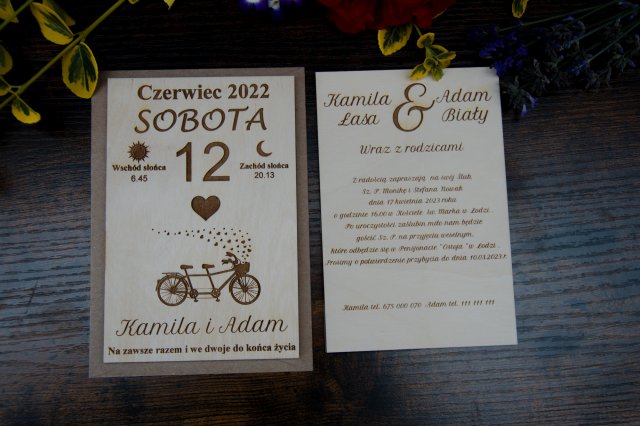 Czerwiec 2022
SOBOTA
Wschód słońca
6.45
12
Zachód słońca
20.13
Kamila i Adam
Na zawsze razem i we dwoje do końca życia
Kamila & Adam
Łasa Biały
Wraz z rodzicami
Z radością zapraszają na swój Ślub,
Sz. P. Monikę i Stefana Nowak
dnia 17 kwietnia 2023 roku
o godzinie 16.00 w Kościele św. Marka w Łodzi.
Po uroczystości zaślubin miło nam będzie
gościć Sz. P. na przyjęciu weselnym,
które odbędzie się w Pensjonacie "Ostoja" w Łodzi.
Prosimy o potwierdzenie przybycia do dnia 10.03.2023 r.
Kamila tel. 675 000 070 Adam tel. 111 111 111